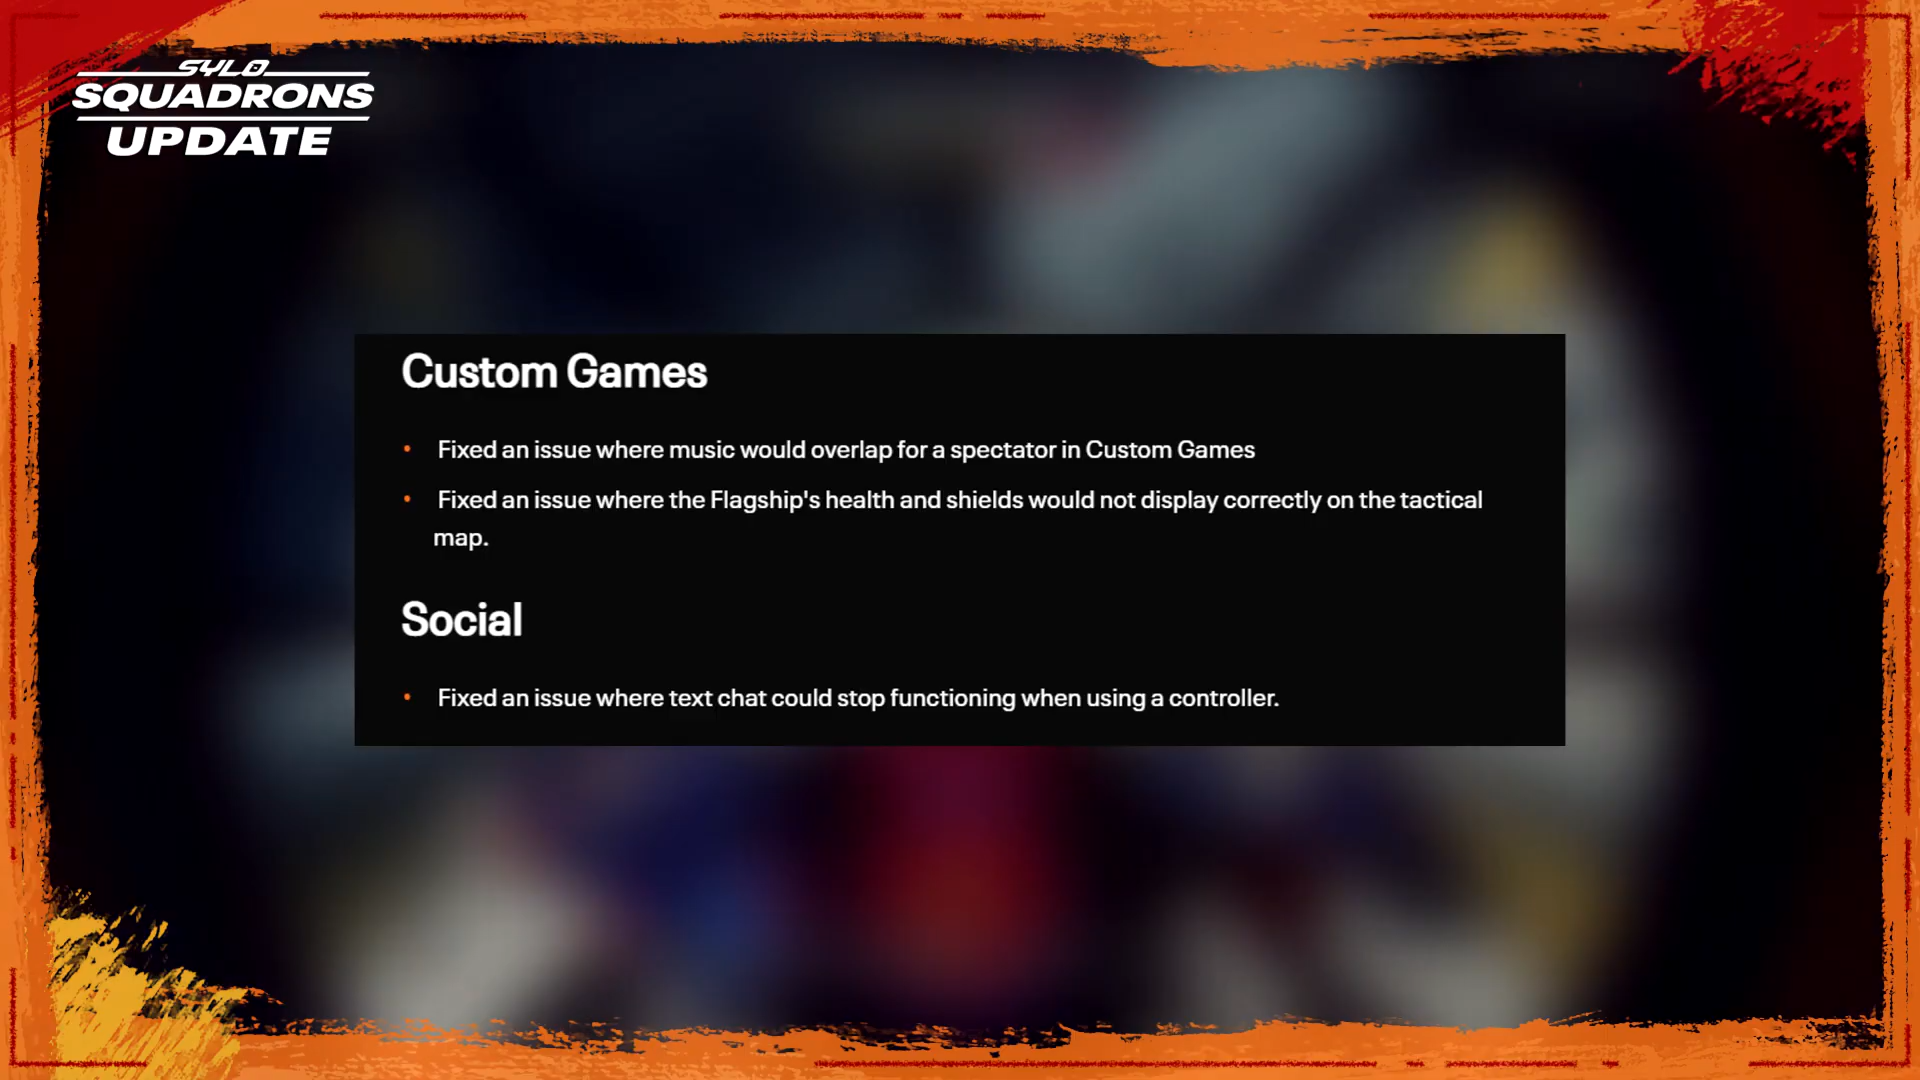 SYLO
SQUADRONS
UPDATE
Custom Games
• Fixed an issue where music would overlap for a spectator in Custom Games
• Fixed an issue where the Flagship's health and shields would not display correctly on the tactical
map.
Social
• Fixed an issue where text chat could stop functioning when using a controller.